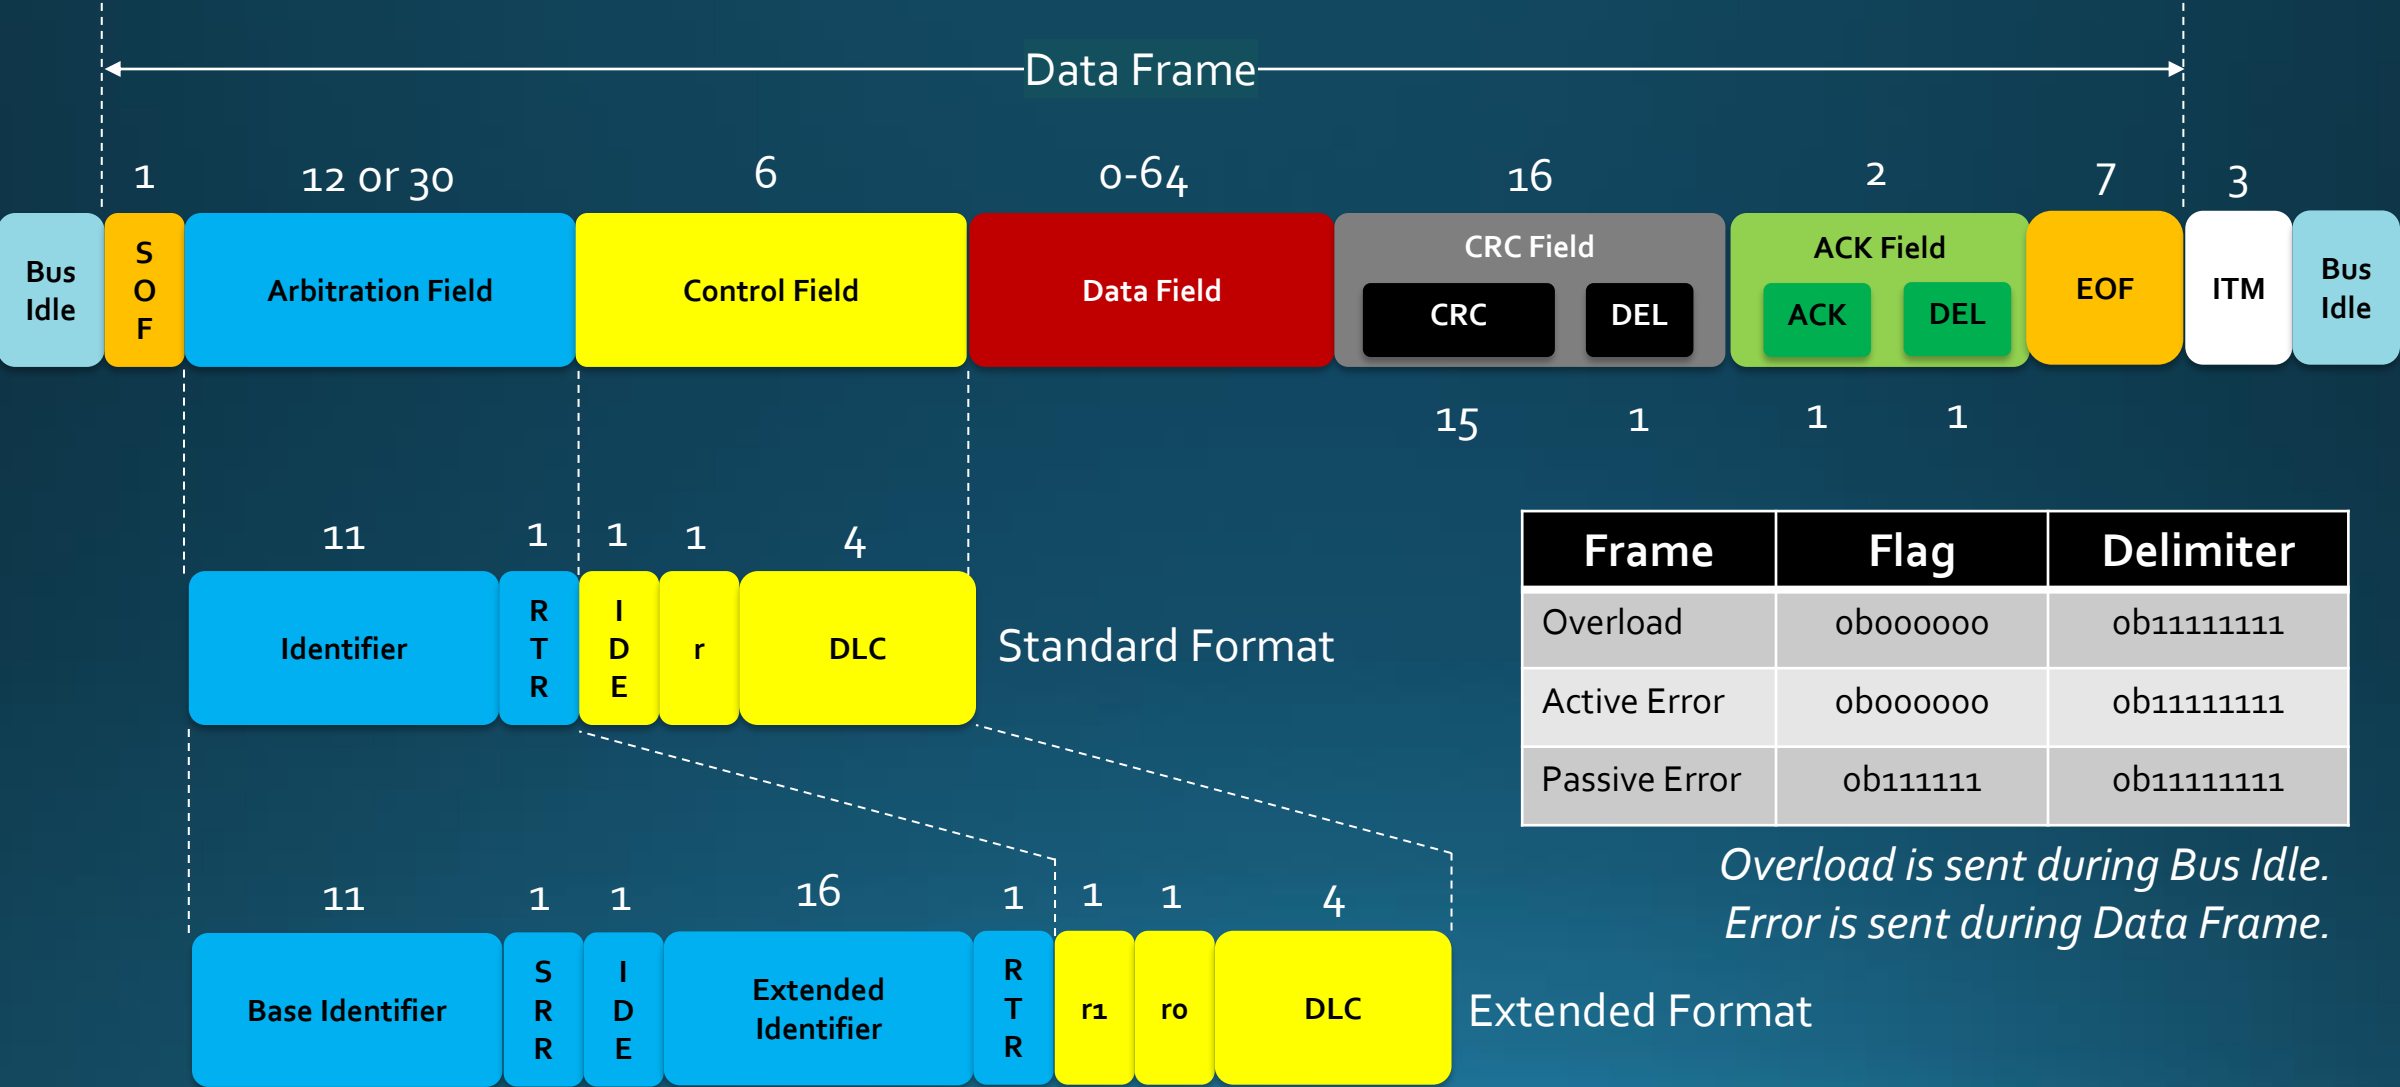 Data Frame
1
12 or 30
6
0-64
16
2
7
3
Bus
Idle
S
O
F
Arbitration Field
Control Field
Data Field
CRC Field
CRC
DEL
ACK Field
ACK
DEL
EOF
ITM
Bus
Idle
15
1
1
1
11
1
1
1
4
Identifier
R
T
R
I
D
E
r
DLC
Standard Format
Frame Flag Delimiter
Overload 0b000000 0b11111111
Active Error 0b000000 0b11111111
Passive Error 0b111111 0b11111111
Overload is sent during Bus Idle.
Error is sent during Data Frame.
11
1
1
16
1
1
1
4
Base Identifier
S
R
R
I
D
E
Extended
Identifier
R
T
R
r1
r0
DLC
Extended Format